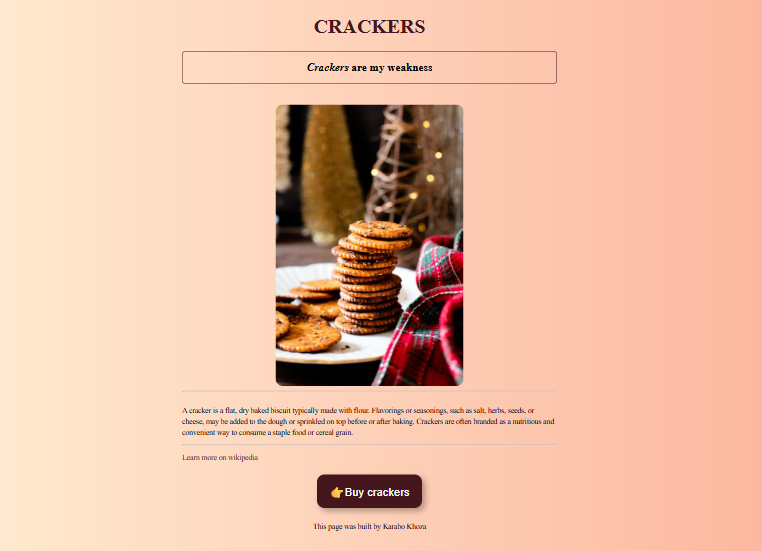 CRACKERS
Crackers are my weakness
A cracker is a flat, dry baked biscuit typically made with flour. Flavorings or seasonings, such as salt, herbs, seeds, or
cheese, may be added to the dough or sprinkled on top before or after baking. Crackers are often branded as a nutritious and
convenient way to consume a staple food or cereal grain.
Learn more on wikipedia
👉Buy crackers
This page was built by Karabo Khoza